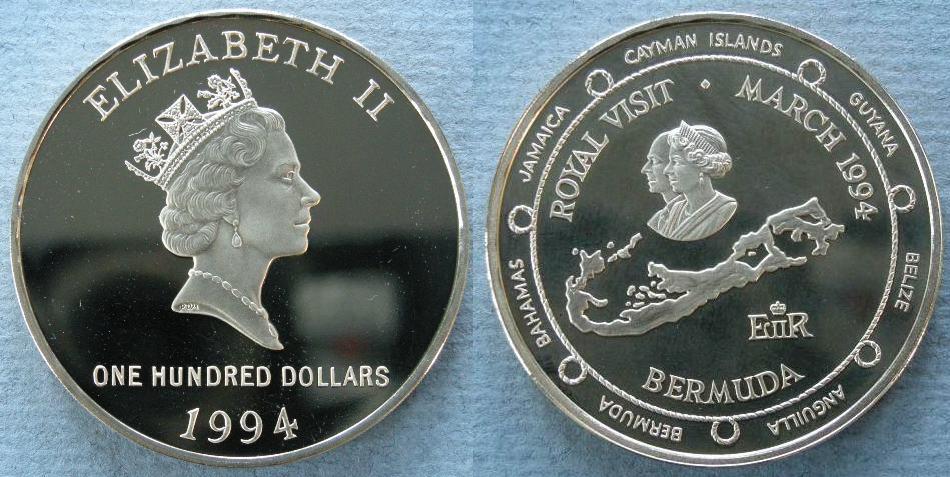 ELIZABETH II
ONE HUNDRED DOLLARS
1994
CAYMAN ISLANDS
GUYANA
BELIZE
ANGUILLA
BERMUDA
BAHAMAS
JAMAICA
ROYAL VISIT · MARCH 1994
EIIR
BERMUDA